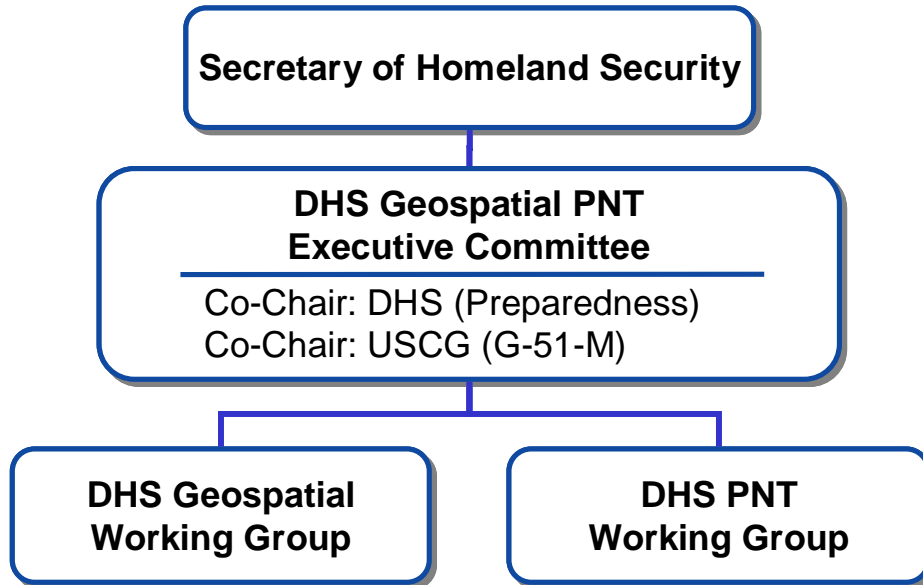 Secretary of Homeland Security
DHS Geospatial PNT
Executive Committee
Co-Chair: DHS (Preparedness)
Co-Chair: USCG (G-51-M)
DHS Geospatial
Working Group
DHS PNT
Working Group